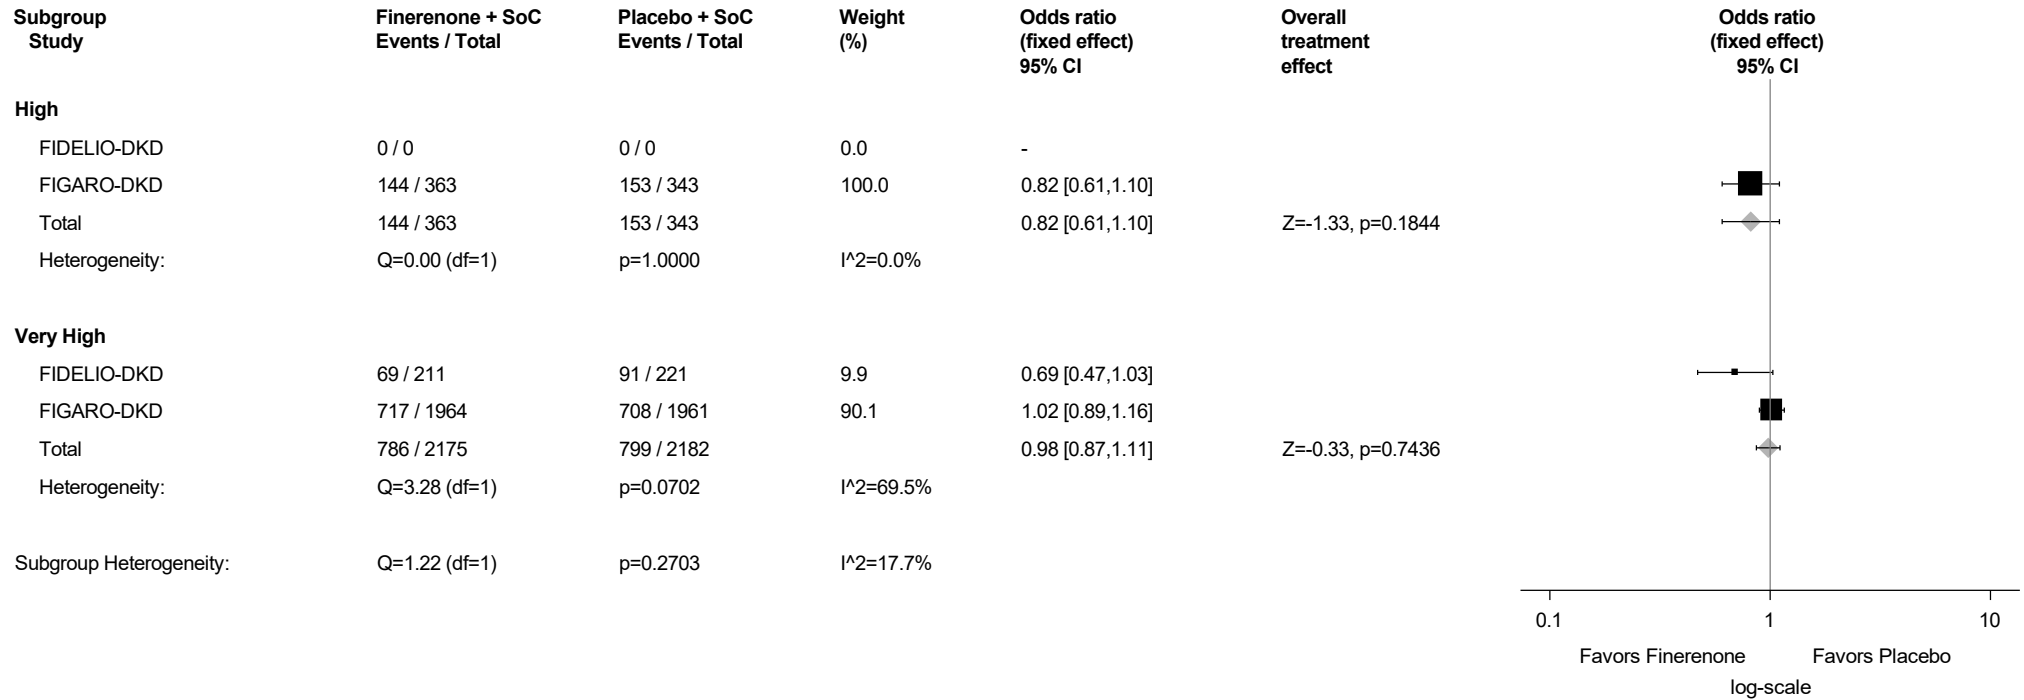 Subgroup Finerenone + SoC Placebo + SoC Weight Odds ratio Overall Odds ratio
Study Events / Total Events / Total (%) (fixed effect) treatment (fixed effect)
95% CI effect 95% CI
High
FIDELIO-DKD 0 / 0 0 / 0 0.0 -
FIGARO-DKD 144 / 363 153 / 343 100.0 0.82 [0.61,1.10]
Total 144 / 363 153 / 343 0.82 [0.61,1.10] Z=-1.33, p=0.1844
Heterogeneity: Q=0.00 (df=1) p=1.0000 I^2=0.0%
Very High
FIDELIO-DKD 69 / 211 91 / 221 9.9 0.69 [0.47,1.03]
FIGARO-DKD 717 / 1964 708 / 1961 90.1 1.02 [0.89,1.16]
Total 786 / 2175 799 / 2182 0.98 [0.87,1.11] Z=-0.33, p=0.7436
Heterogeneity: Q=3.28 (df=1) p=0.0702 I^2=69.5%
Subgroup Heterogeneity: Q=1.22 (df=1) p=0.2703 I^2=17.7%
0.1 1 10
Favors Finerenone Favors Placebo
log-scale